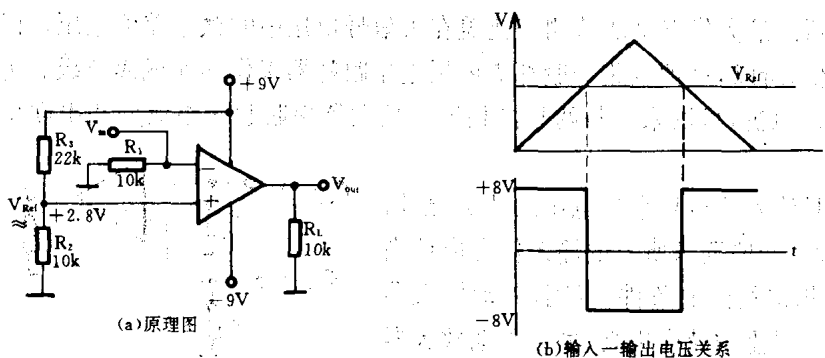 +9V
Vin
R₃
22k
R₁
10k
−
+
VRef
≈
+2.8V
R₂
10k
Vout
RL
10k
−9V
(a)原理图
V
VRef
+8V
t
−8V
(b)输入一输出电压关系